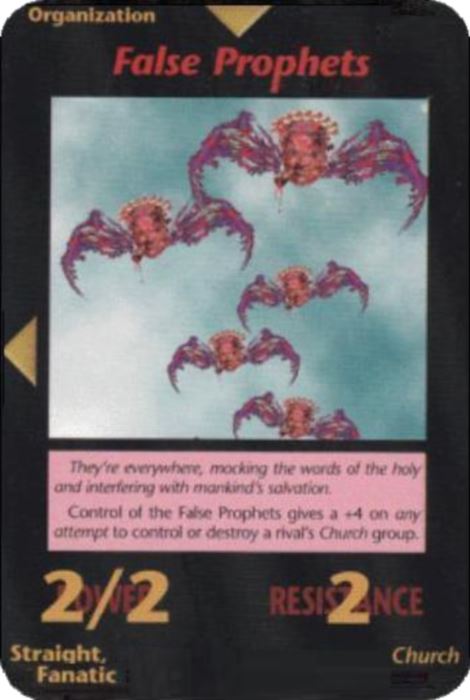 Organization
False Prophets
They're everywhere, mocking the words of the holy
and interfering with mankind's salvation.
Control of the False Prophets gives a +4 on any
attempt to control or destroy a rival's Church group.
POWER 2/2
RESISTANCE 2
Straight, Church
Fanatic